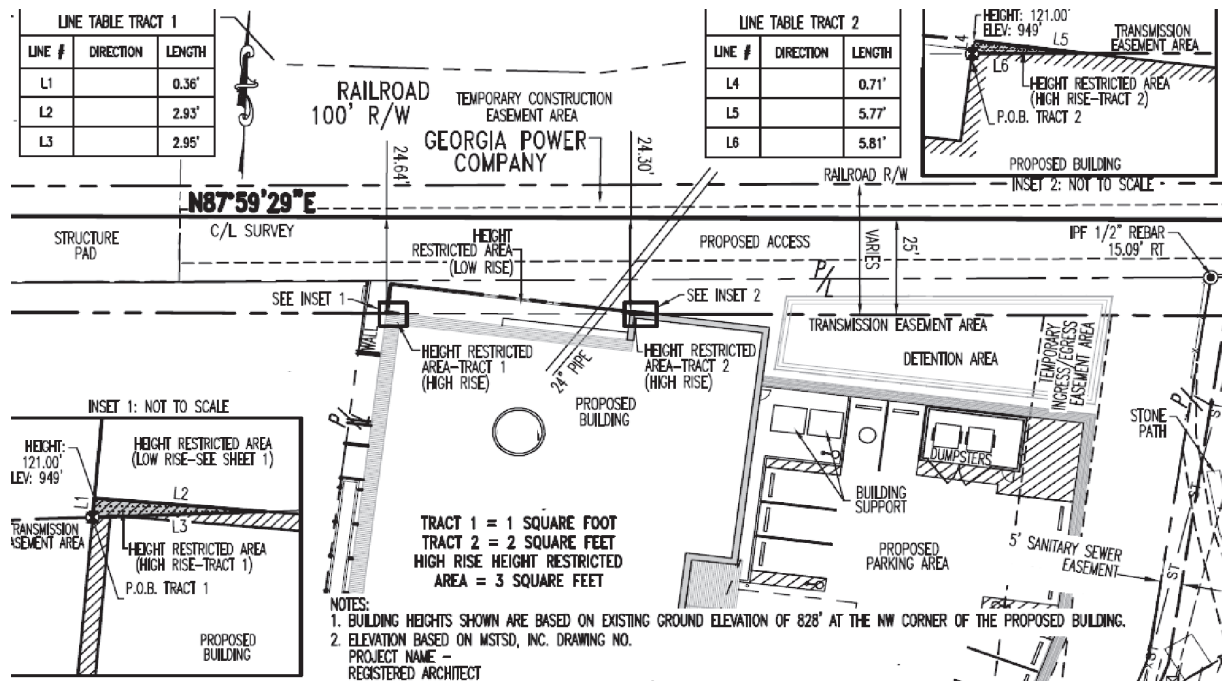 LINE TABLE TRACT 1
LINE # DIRECTION LENGTH
L1 0.36'
L2 2.93'
L3 2.95'
RAILROAD
100' R/W
TEMPORARY CONSTRUCTION
EASEMENT AREA
GEORGIA POWER
COMPANY
24.64'
24.30'
LINE TABLE TRACT 2
LINE # DIRECTION LENGTH
L4 0.71'
L5 5.77'
L6 5.81'
HEIGHT: 121.00'
ELEV: 949'
L5
TRANSMISSION
EASEMENT AREA
L6
HEIGHT RESTRICTED AREA
(HIGH RISE-TRACT 2)
P.O.B. TRACT 2
PROPOSED BUILDING
INSET 2: NOT TO SCALE
RAILROAD R/W
N87°59'29"E
C/L SURVEY
STRUCTURE
PAD
HEIGHT
RESTRICTED AREA
(LOW RISE)
PROPOSED ACCESS
VARIES
25'
IPF 1/2" REBAR
15.09' RT
P/L
SEE INSET 1
SEE INSET 2
WALL
HEIGHT RESTRICTED
AREA-TRACT 1
(HIGH RISE)
24" PIPE
HEIGHT RESTRICTED
AREA-TRACT 2
(HIGH RISE)
TRANSMISSION EASEMENT AREA
DETENTION AREA
TEMPORARY
INGRESS/EGRESS
EASEMENT AREA
P/L
PROPOSED
BUILDING
STONE
PATH
ST
DUMPSTERS
BUILDING
SUPPORT
INSET 1: NOT TO SCALE
HEIGHT:
121.00'
ELEV: 949'
HEIGHT RESTRICTED AREA
(LOW RISE-SEE SHEET 1)
L1
L2
L3
TRANSMISSION
EASEMENT AREA
HEIGHT RESTRICTED AREA
(HIGH RISE-TRACT 1)
P.O.B. TRACT 1
PROPOSED
BUILDING
TRACT 1 = 1 SQUARE FOOT
TRACT 2 = 2 SQUARE FEET
HIGH RISE HEIGHT RESTRICTED
AREA = 3 SQUARE FEET
PROPOSED
PARKING AREA
5' SANITARY SEWER
EASEMENT
ST
ST
NOTES:
1. BUILDING HEIGHTS SHOWN ARE BASED ON EXISTING GROUND ELEVATION OF 828' AT THE NW CORNER OF THE PROPOSED BUILDING.
2. ELEVATION BASED ON MSTSD, INC. DRAWING NO.
PROJECT NAME -
REGISTERED ARCHITECT